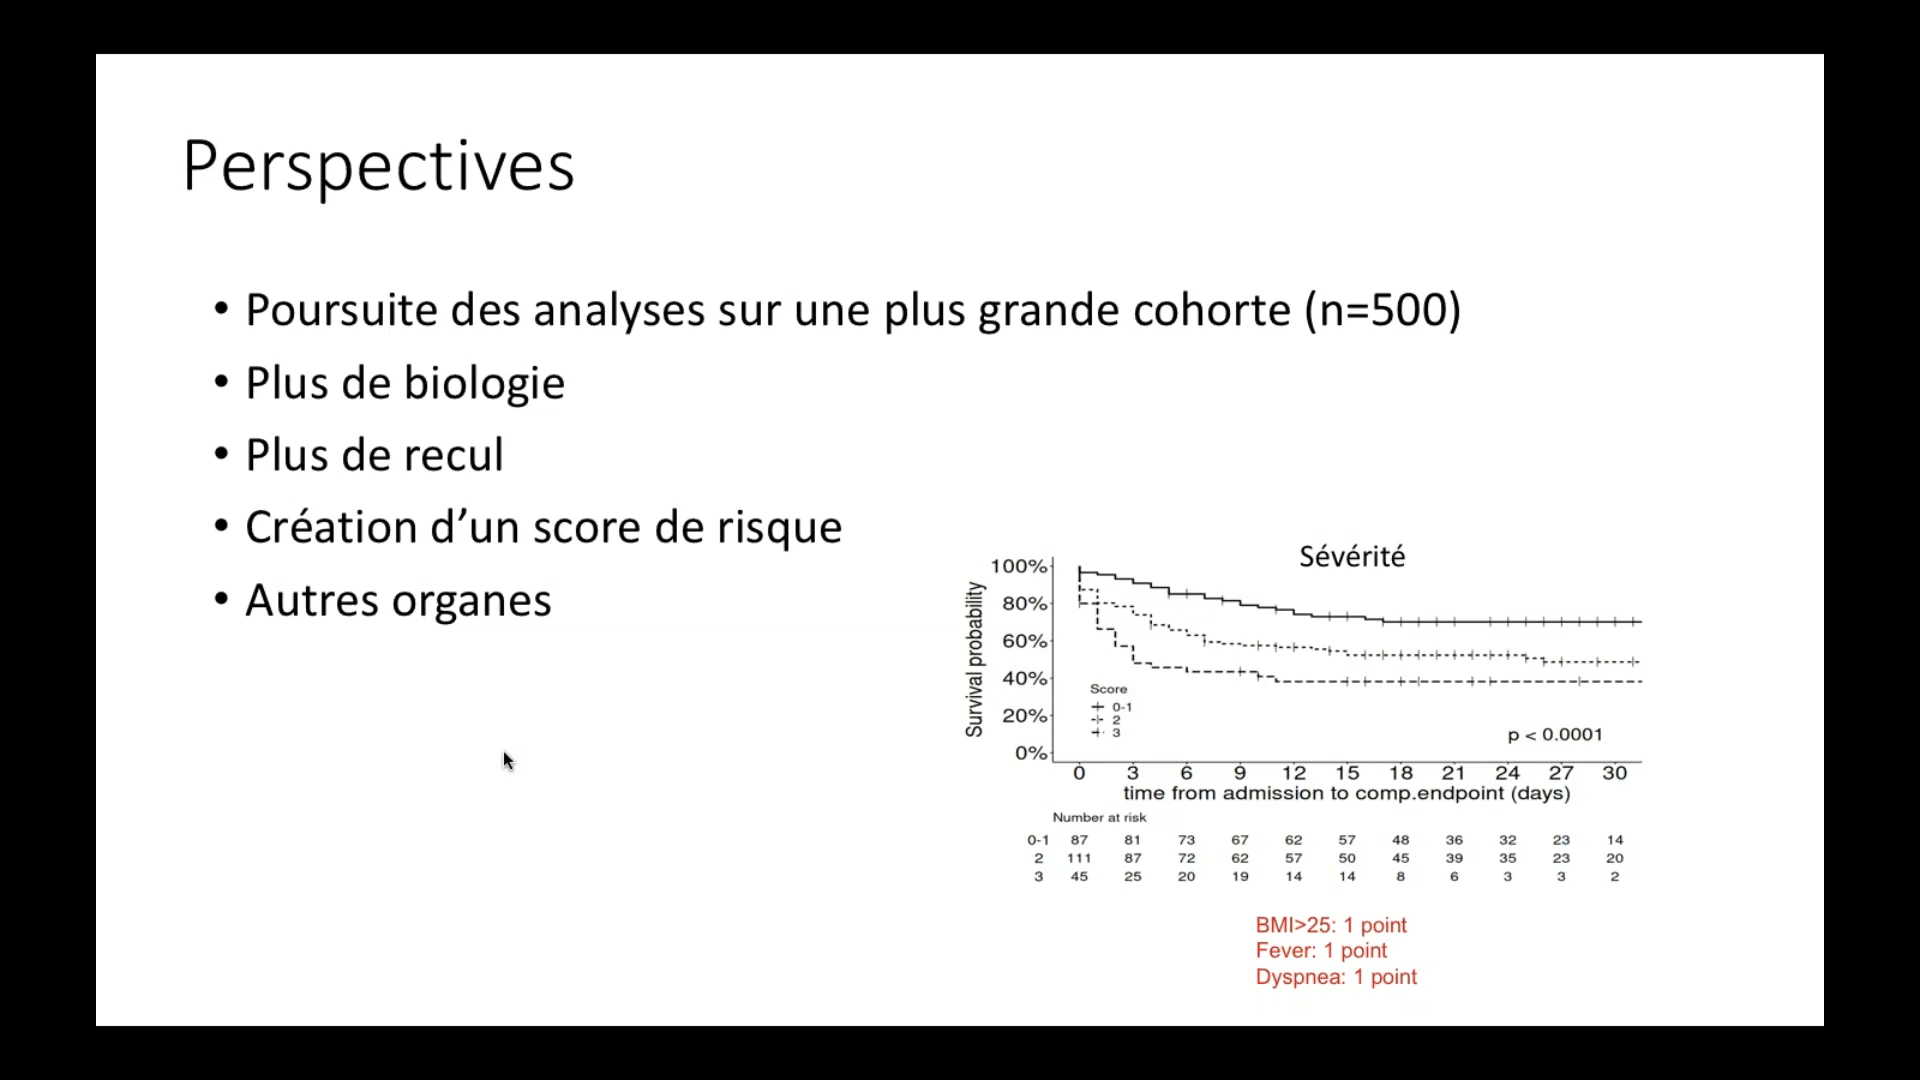 Perspectives
• Poursuite des analyses sur une plus grande cohorte (n=500)
• Plus de biologie
• Plus de recul
• Création d’un score de risque
• Autres organes
Sévérité
100%
80%
60%
40%
20%
0%
Survival probability
Score
0-1
2
3
p < 0.0001
0 3 6 9 12 15 18 21 24 27 30
time from admission to comp.endpoint (days)
Number at risk
0-1 87 81 73 67 62 57 48 36 32 23 14
2 111 87 72 62 57 50 45 39 35 23 20
3 45 25 20 19 14 14 8 6 3 3 2
BMI>25: 1 point
Fever: 1 point
Dyspnea: 1 point